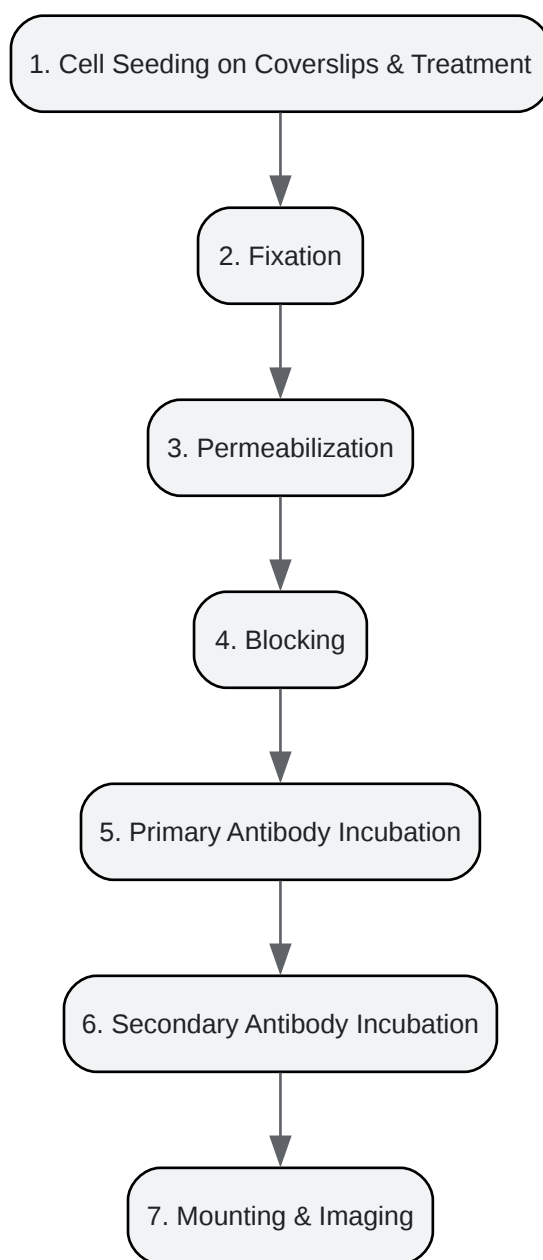 1. Cell Seeding on Coverslips & Treatment
2. Fixation
3. Permeabilization
4. Blocking
5. Primary Antibody Incubation
6. Secondary Antibody Incubation
7. Mounting & Imaging